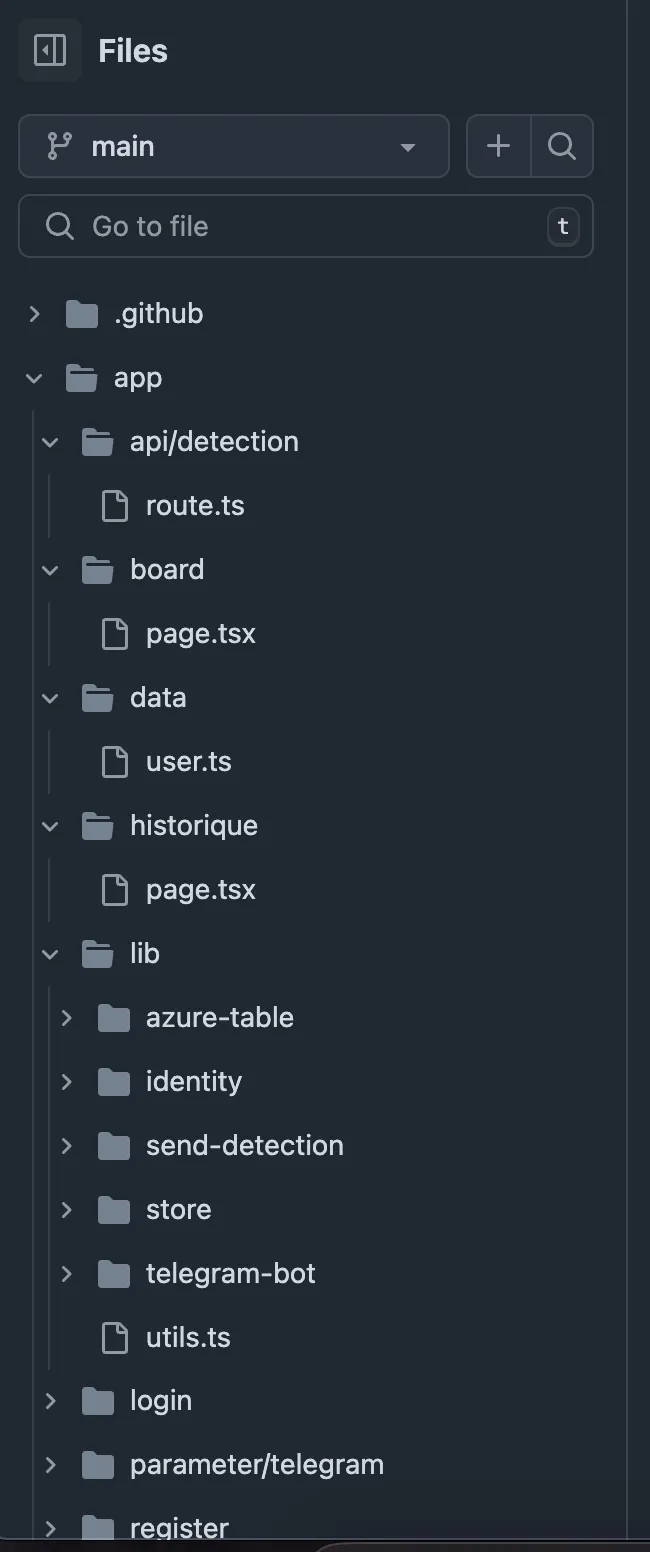 Files
main
Go to file
t
.github
app
api/detection
route.ts
board
page.tsx
data
user.ts
historique
page.tsx
lib
azure-table
identity
send-detection
store
telegram-bot
utils.ts
login
parameter/telegram
register